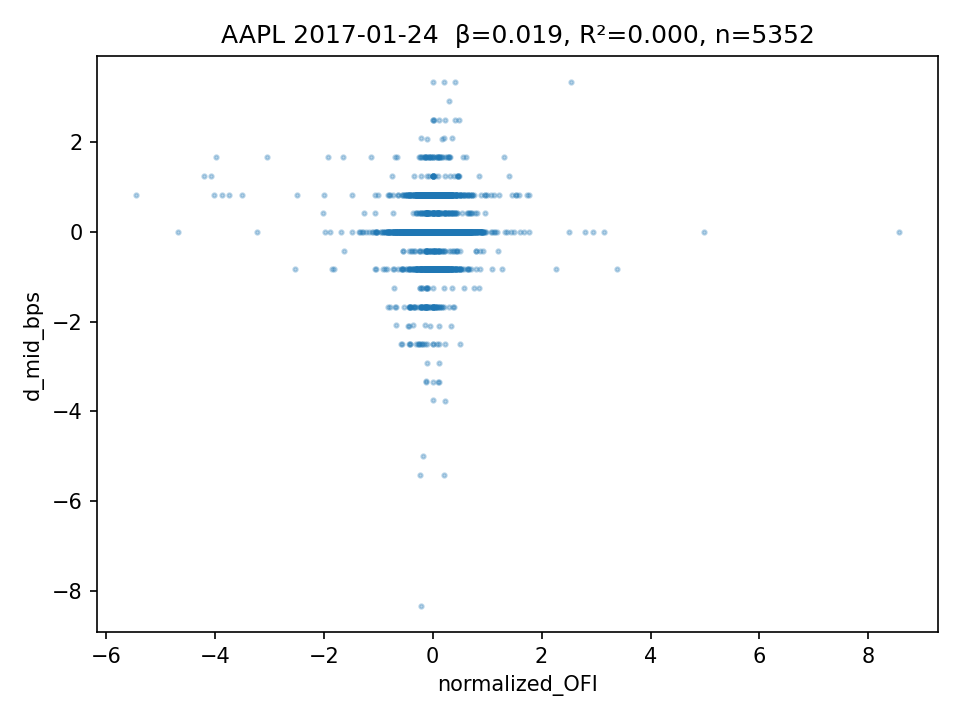 AAPL 2017-01-24  β=0.019, R²=0.000, n=5352
2
0
−2
−4
−6
−8
d_mid_bps
−6 −4 −2 0 2 4 6 8
normalized_OFI